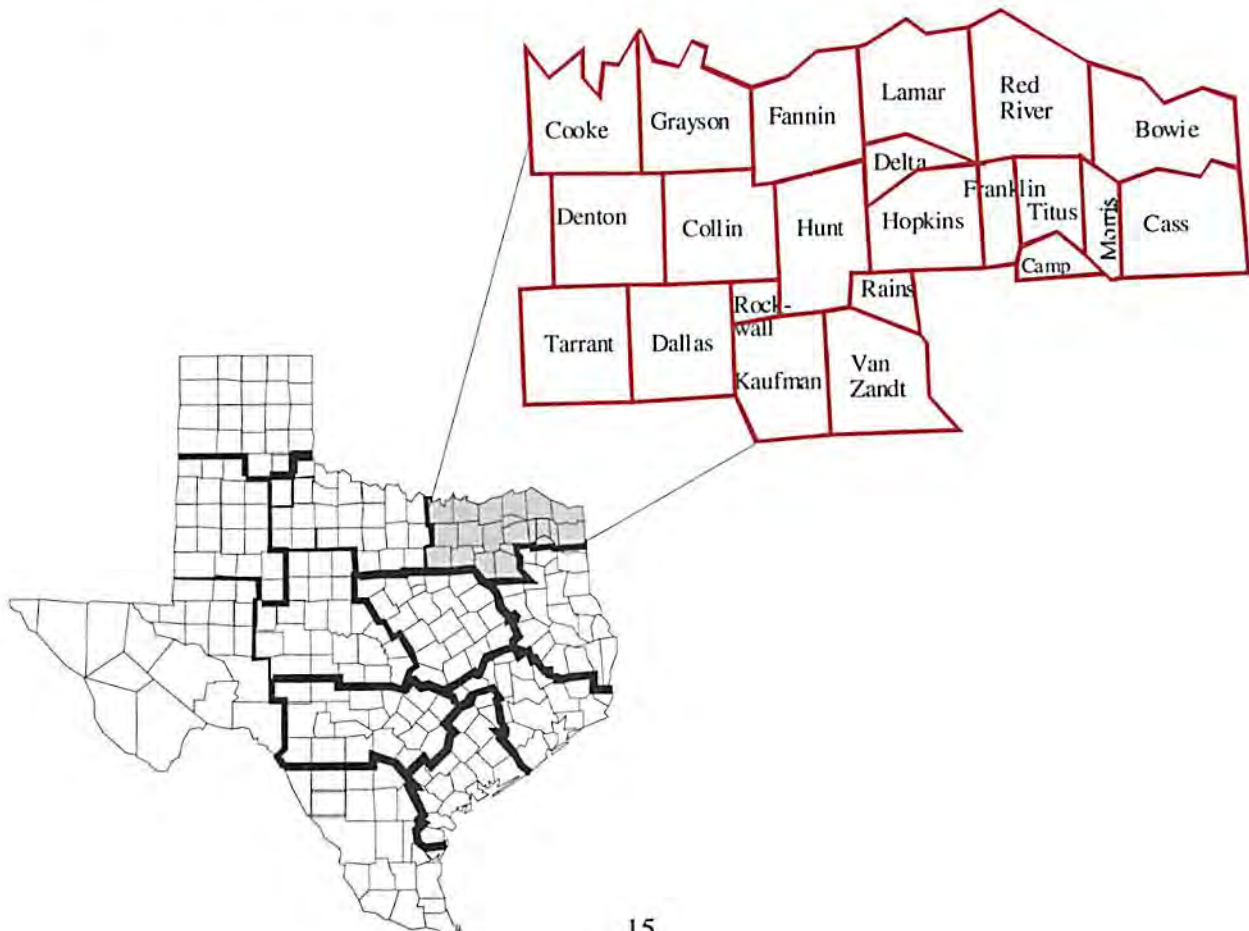 Cooke
Grayson
Fannin
Lamar
Red
River
Bowie
Delta
Denton
Collin
Hunt
Hopkins
Franklin
Titus
Morris
Cass
Camp
Tarrant
Dallas
Rock-
wall
Rains
Kaufman
Van
Zandt
15